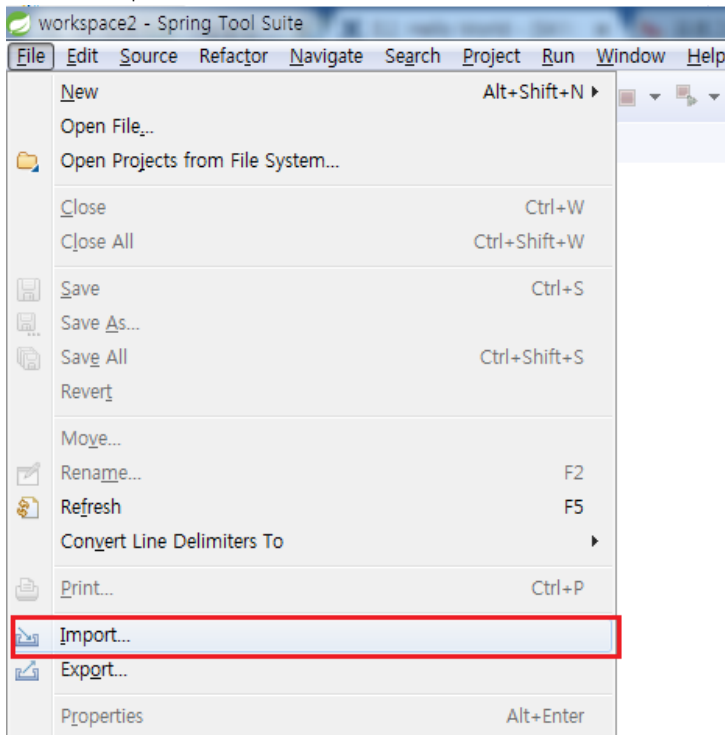 workspace2 - Spring Tool Suite
File Edit Source Refactor Navigate Search Project Run Window Help
New Alt+Shift+N
Open File...
Open Projects from File System...
Close Ctrl+W
Close All Ctrl+Shift+W
Save Ctrl+S
Save As...
Save All Ctrl+Shift+S
Revert
Move...
Rename... F2
Refresh F5
Convert Line Delimiters To
Print... Ctrl+P
Import...
Export...
Properties Alt+Enter